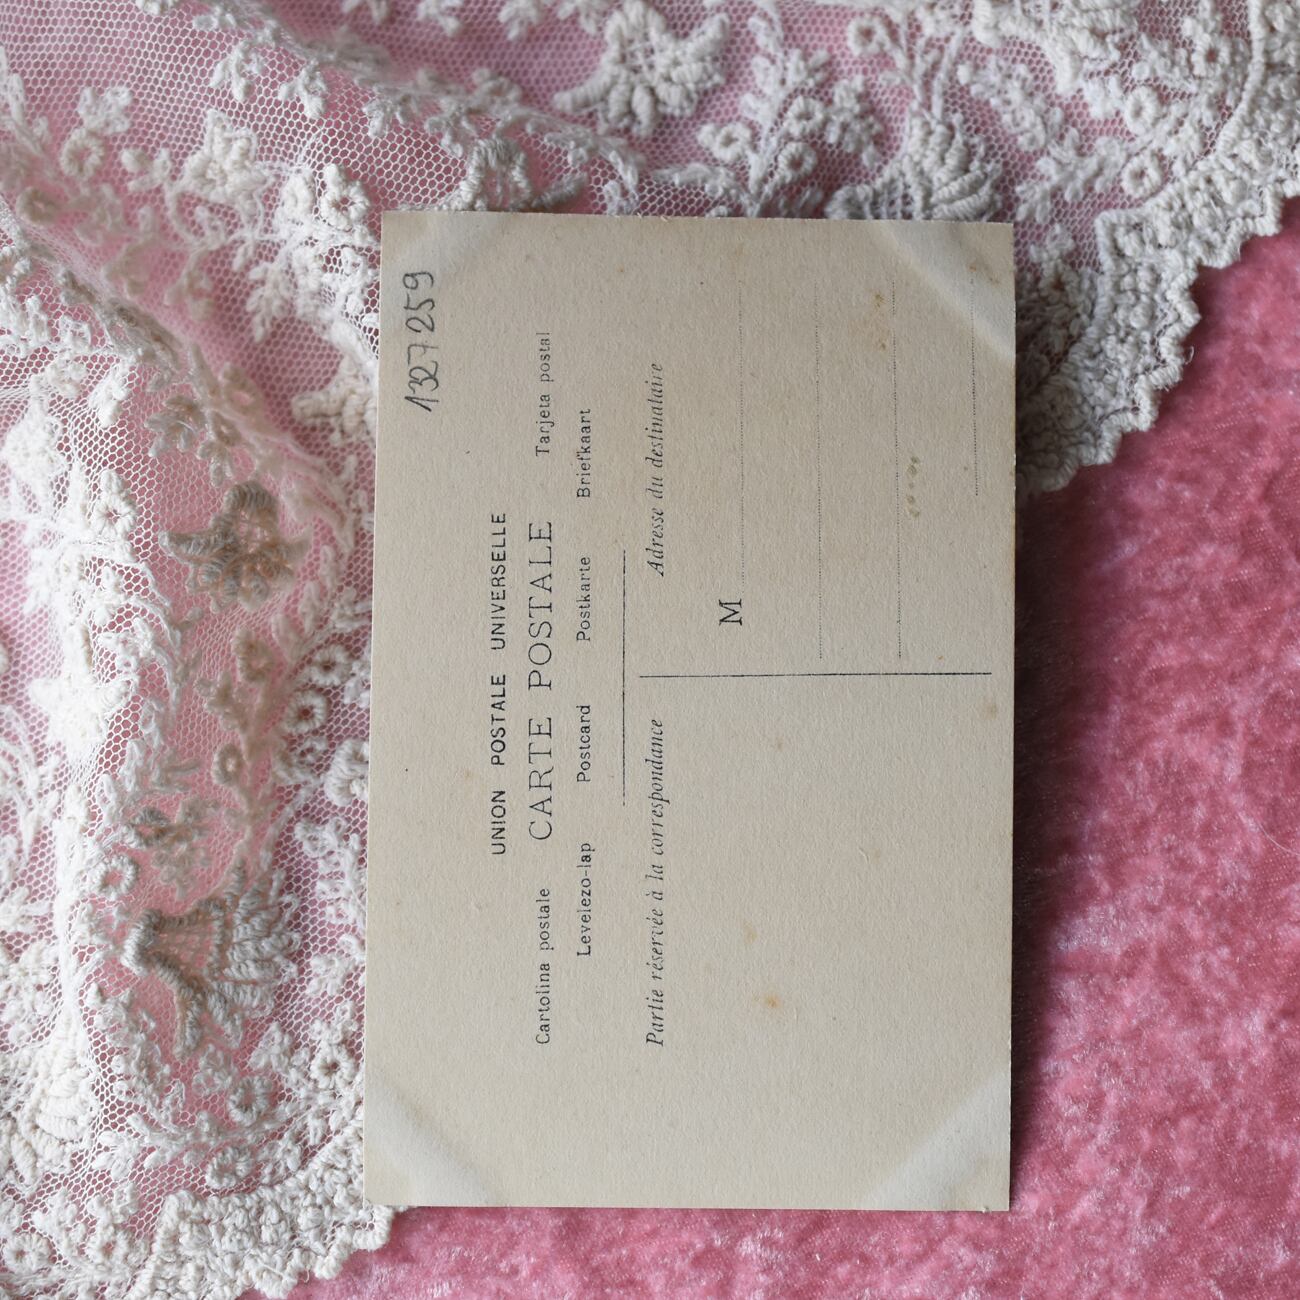 1327259
UNION POSTALE UNIVERSELLE
Cartolina postale CARTE POSTALE Tarjeta postal
Levelezo-lap Postcard Postkarte Briefkaart
Partie réservée à la correspondance
Adresse du destinataire
M